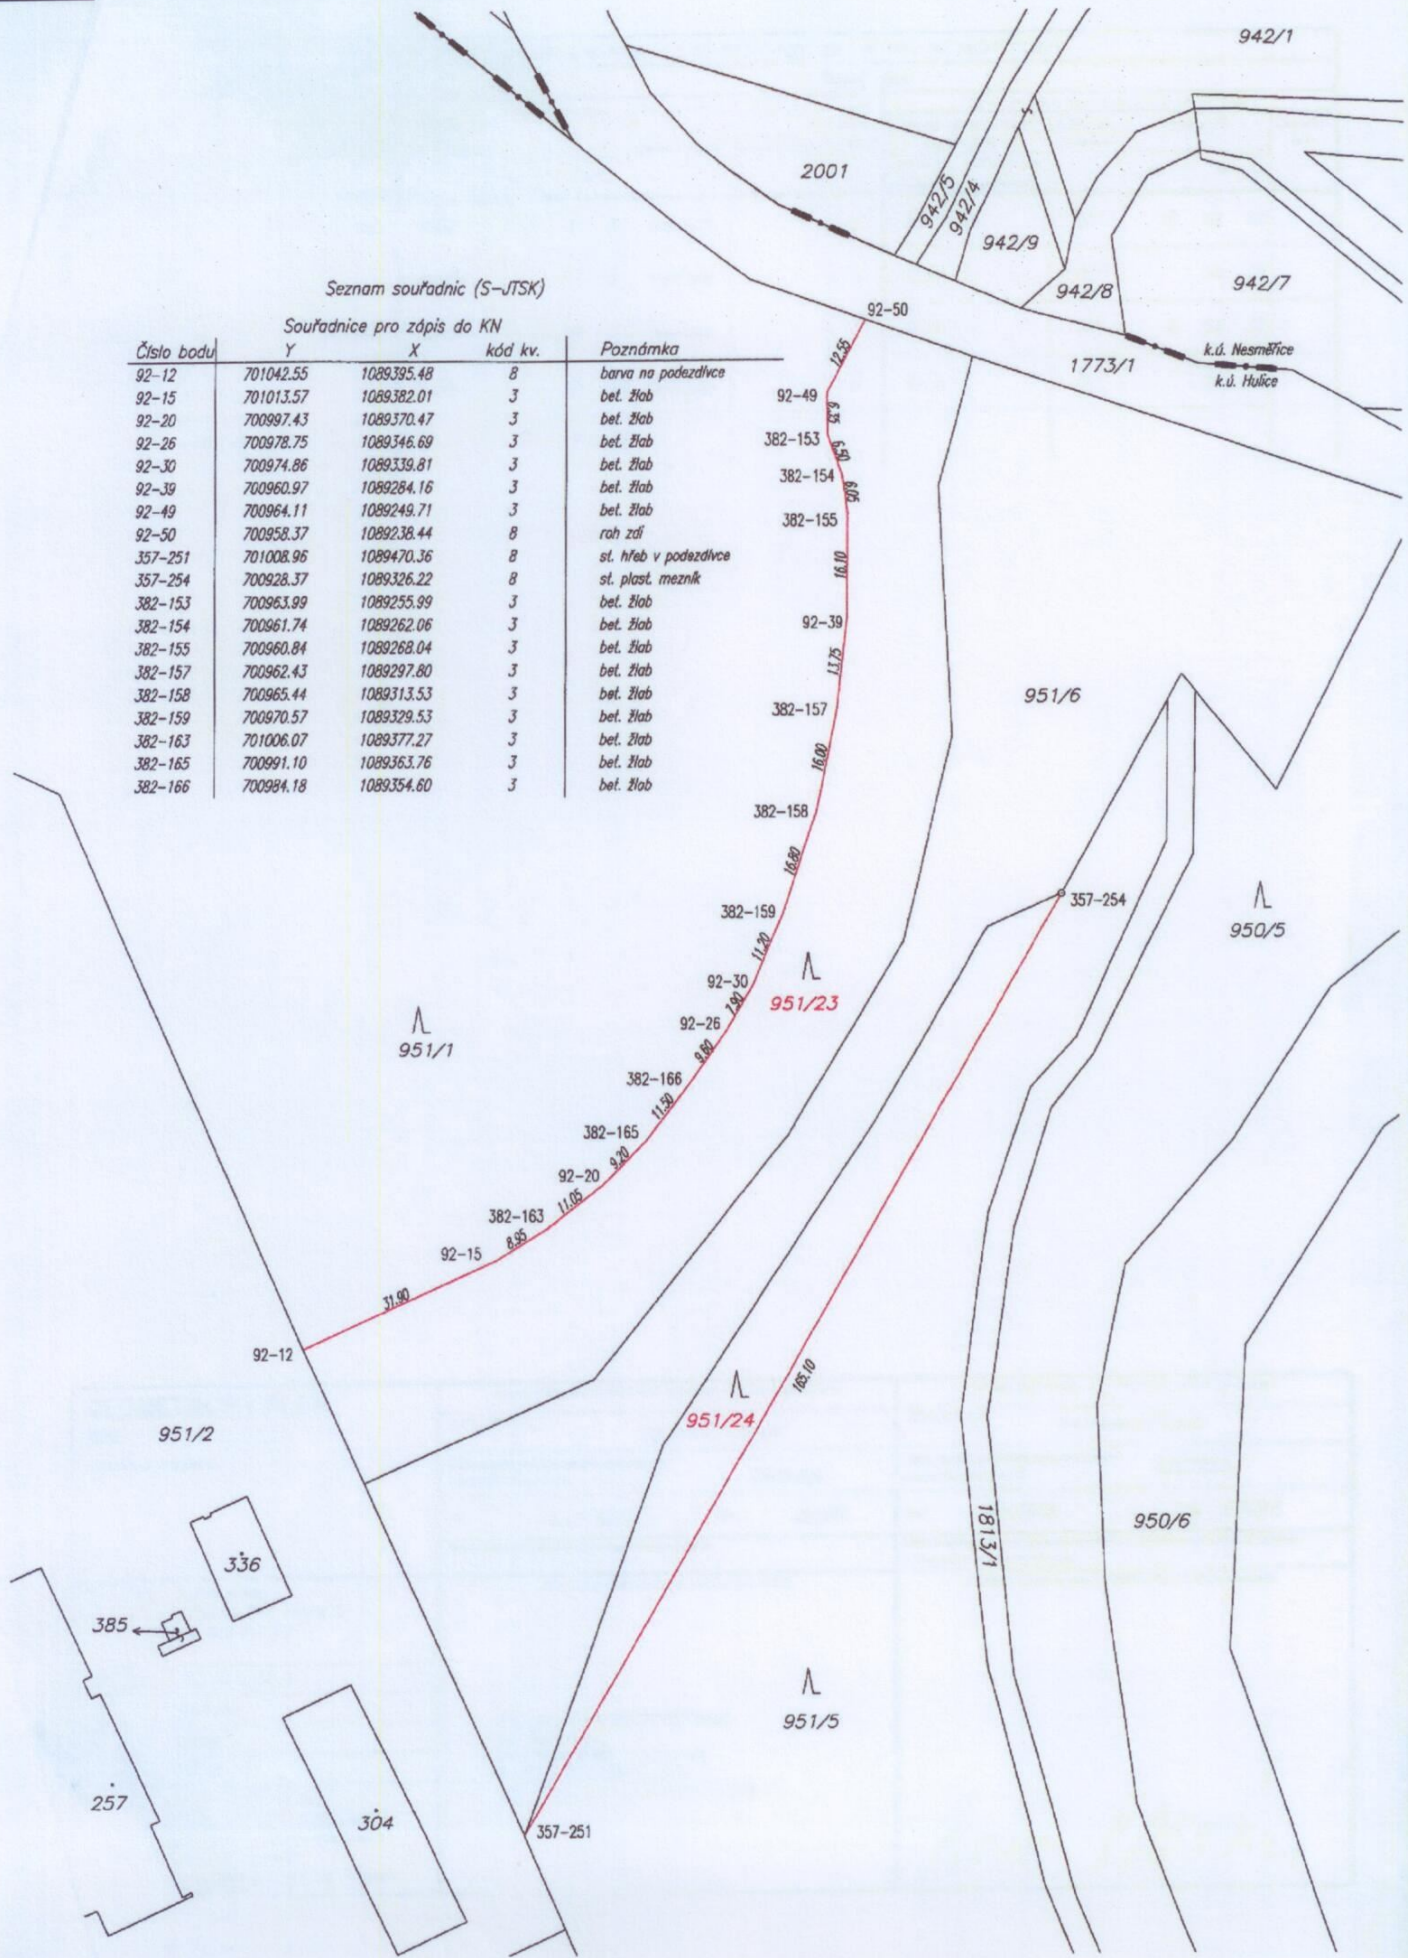 942/1
2001
942/5
942/4
942/9
942/8
942/7
Seznam souřadnic (S-JTSK)
Souřadnice pro zápis do KN
Číslo bodu Y X kód kv. Poznámka
92-12 701042.55 1089395.48 8 barva na podezdívce
92-15 701013.57 1089382.01 3 bet. žlab
92-20 700997.43 1089370.47 3 bet. žlab
92-26 700978.75 1089346.69 3 bet. žlab
92-30 700974.86 1089339.81 3 bet. žlab
92-39 700960.97 1089284.16 3 bet. žlab
92-49 700964.11 1089249.71 3 bet. žlab
92-50 700958.37 1089238.44 8 roh zdí
357-251 701008.96 1089470.36 8 st. hřeb v podezdívce
357-254 700928.37 1089326.22 8 st. plast. mezník
382-153 700963.99 1089255.99 3 bet. žlab
382-154 700961.74 1089262.06 3 bet. žlab
382-155 700960.84 1089268.04 3 bet. žlab
382-157 700962.43 1089297.80 3 bet. žlab
382-158 700965.44 1089313.53 3 bet. žlab
382-159 700970.57 1089329.53 3 bet. žlab
382-163 701006.07 1089377.27 3 bet. žlab
382-165 700991.10 1089363.76 3 bet. žlab
382-166 700984.18 1089354.60 3 bet. žlab
92-50
k.ú. Nesměřice
k.ú. Hulice
1773/1
12.55
92-49
6.35
382-153
6.50
382-154
6.05
382-155
16.10
92-39
13.75
951/6
382-157
16.00
382-158
16.80
357-254
382-159
950/5
11.20
92-30
951/23
7.90
92-26
951/1
9.60
382-166
11.50
382-165
9.20
92-20
11.05
382-163
8.95
92-15
31.90
92-12
165.10
951/24
951/2
1813/1
950/6
336
385
951/5
257
304
357-251